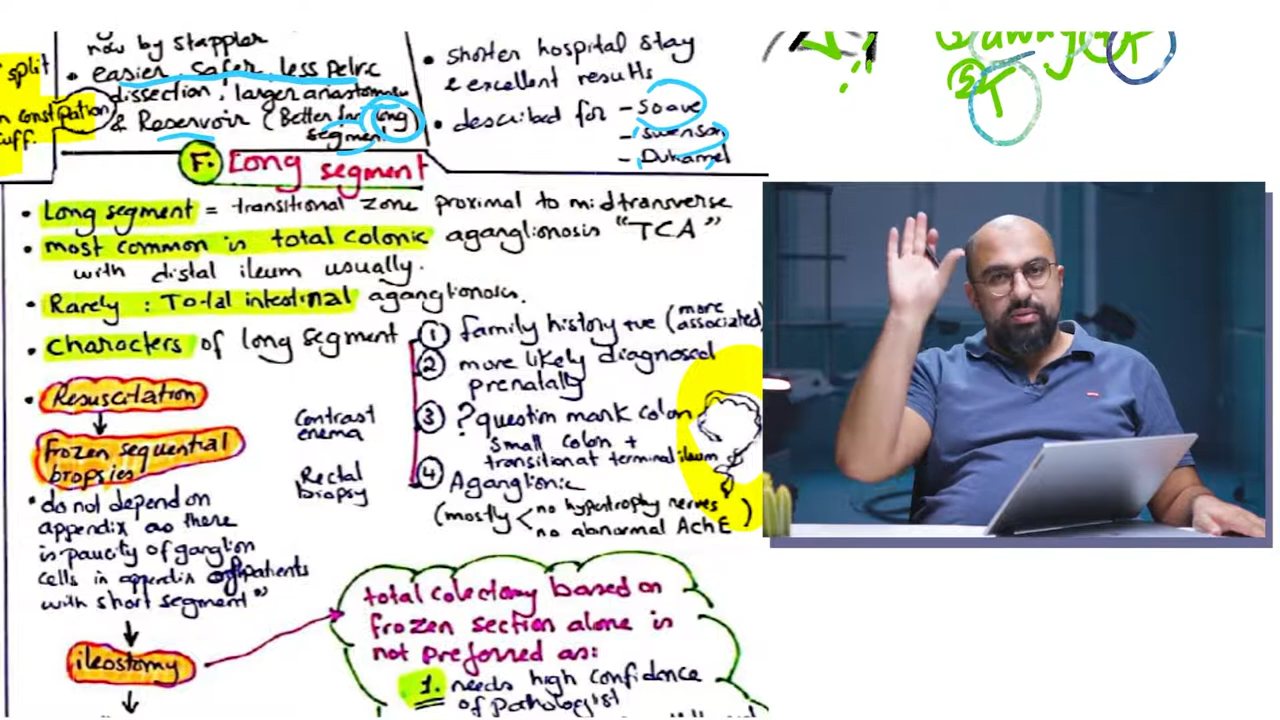 now by stappler
split
• easier, safer, less pelvic
dissection, larger anastomosis
constipation
& Reservoir (Better for long
cuff.
segment
• shorten hospital stay
& excellent results
• described for - Soave
- Swenson
- Duhamel
F. Long segment
• Long segment = transitional zone proximal to midtransverse
• most common is total colonic aganglionosis "TCA"
with distal ileum usually.
• Rarely : Total intestinal aganglionosis.
• characters of long segment
① family history +ve (more
associated)
② more likely diagnosed
prenatally
Contrast
enema
③ ? question mark colon
small colon +
transition at terminal ileum
Rectal
biopsy
④ Aganglionic
(mostly < no hypertrophy nerves
no abnormal AchE )
• Resuscitation
Frozen sequential
biopsies
• do not depend on
appendix as there
is paucity of ganglion
cells in appendix of patients
with short segment"
ileostomy
total colectomy based on
frozen section alone is
not preferred as:
1. needs high confidence
of pathologist